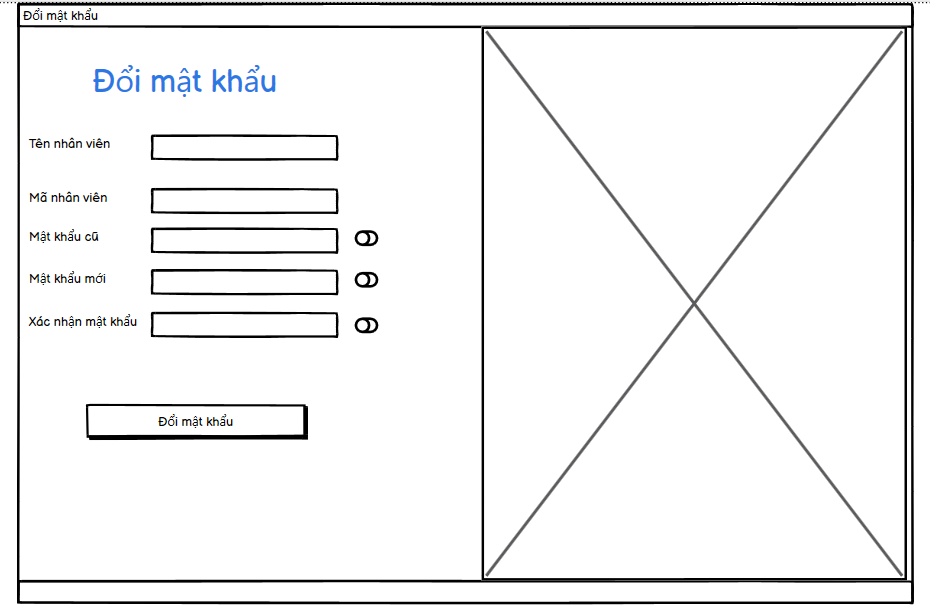 Đổi mật khẩu
Đổi mật khẩu
Tên nhân viên
Mã nhân viên
Mật khẩu cũ
Mật khẩu mới
Xác nhận mật khẩu
Đổi mật khẩu